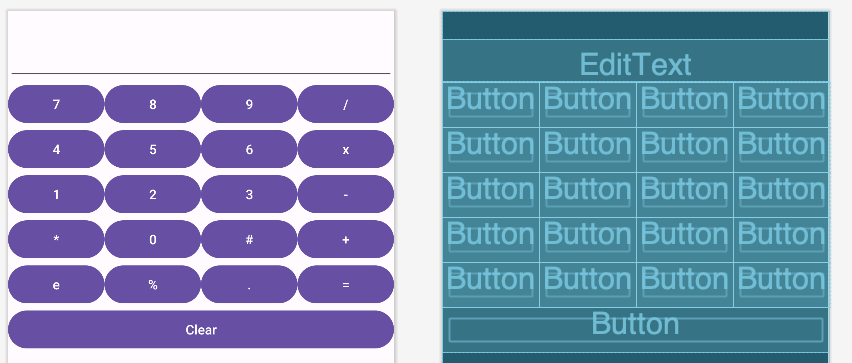 EditText
7 8 9 / Button Button Button Button
4 5 6 x Button Button Button Button
1 2 3 - Button Button Button Button
* 0 # + Button Button Button Button
e % . = Button Button Button Button
Clear Button